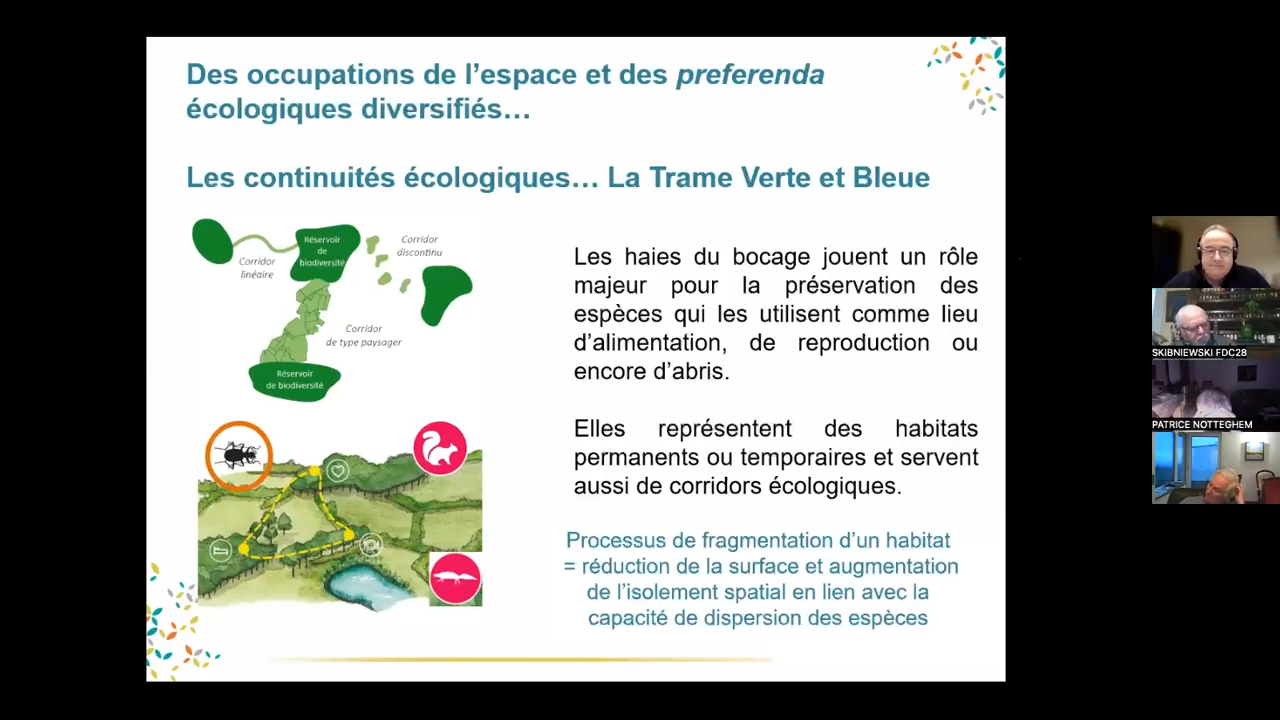 Des occupations de l’espace et des preferenda
écologiques diversifiés…
Les continuités écologiques… La Trame Verte et Bleue
Réservoir
de
biodiversité
Corridor
discontinu
Corridor
linéaire
Corridor
de type paysager
Réservoir
de biodiversité
Les haies du bocage jouent un rôle
majeur pour la préservation des
espèces qui les utilisent comme lieu
d’alimentation, de reproduction ou
encore d’abris.
Elles représentent des habitats
permanents ou temporaires et servent
aussi de corridors écologiques.
Processus de fragmentation d’un habitat
= réduction de la surface et augmentation
de l’isolement spatial en lien avec la
capacité de dispersion des espèces
SKIBNIEWSKI FDC28
PATRICE NOTTEGHEM